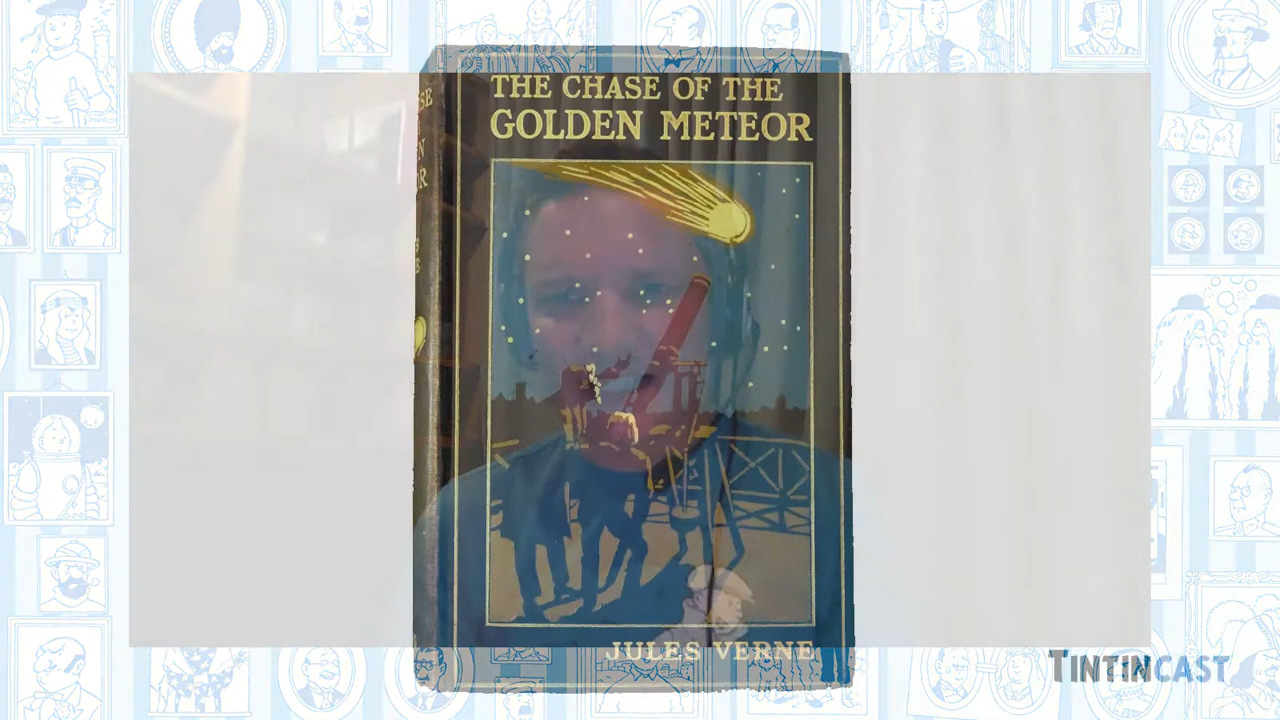 THE CHASE OF THE
GOLDEN METEOR
JULES VERNE
TINTINCAST